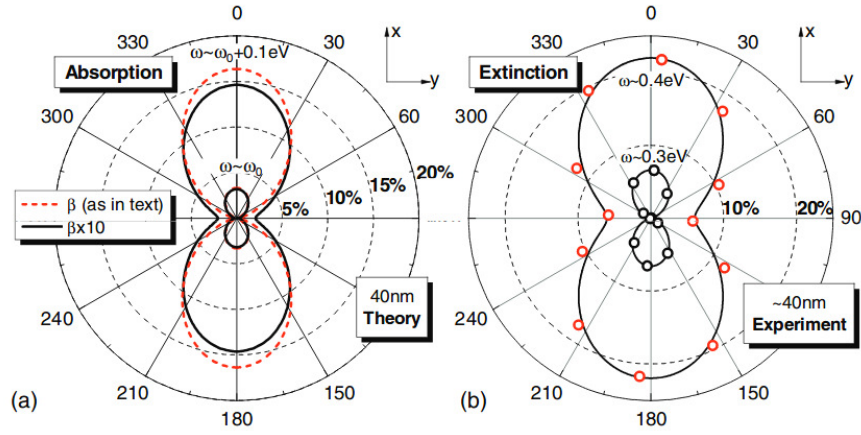 0
330
30
x
y
ω~ω₀+0.1eV
Absorption
300
60
ω~ω₀
20%
15%
10%
5%
β (as in text)
βx10
40nm
Theory
240
210
150
180
(a)
0
330
30
x
y
Extinction
ω~0.4eV
300
60
ω~0.3eV
10%
20%
90
~40nm
Experiment
240
120
210
150
180
(b)